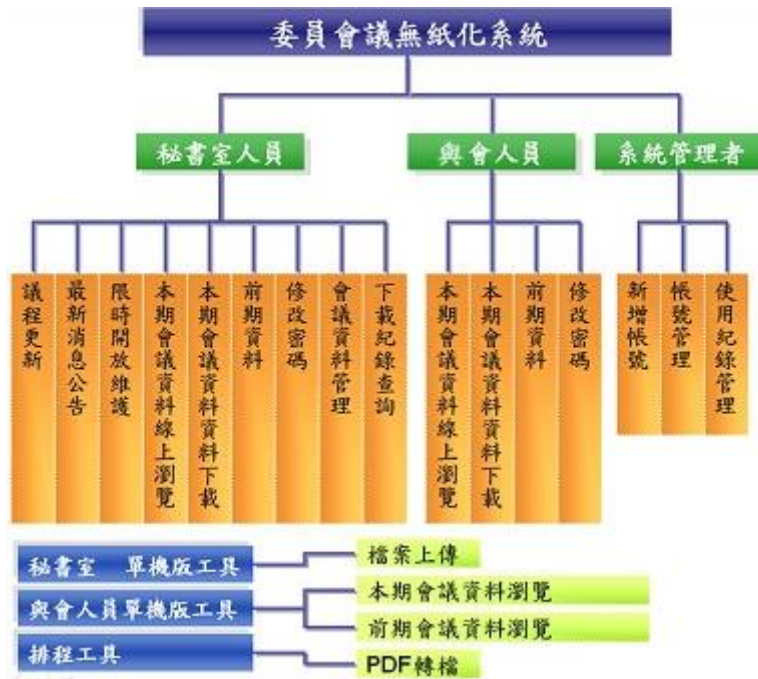 委員會議無紙化系統
秘書室人員
與會人員
系統管理者
議程更新
最新消息公告
限時開放維護
本期會議資料線上瀏覽
本期會議資料資料下載
前期資料
修改密碼
會議資料管理
下載紀錄查詢
本期會議資料線上瀏覽
本期會議資料資料下載
前期資料
修改密碼
新增帳號
帳號管理
使用紀錄管理
秘書室 單機版工具
檔案上傳
與會人員單機版工具
本期會議資料瀏覽
前期會議資料瀏覽
排程工具
PDF轉檔